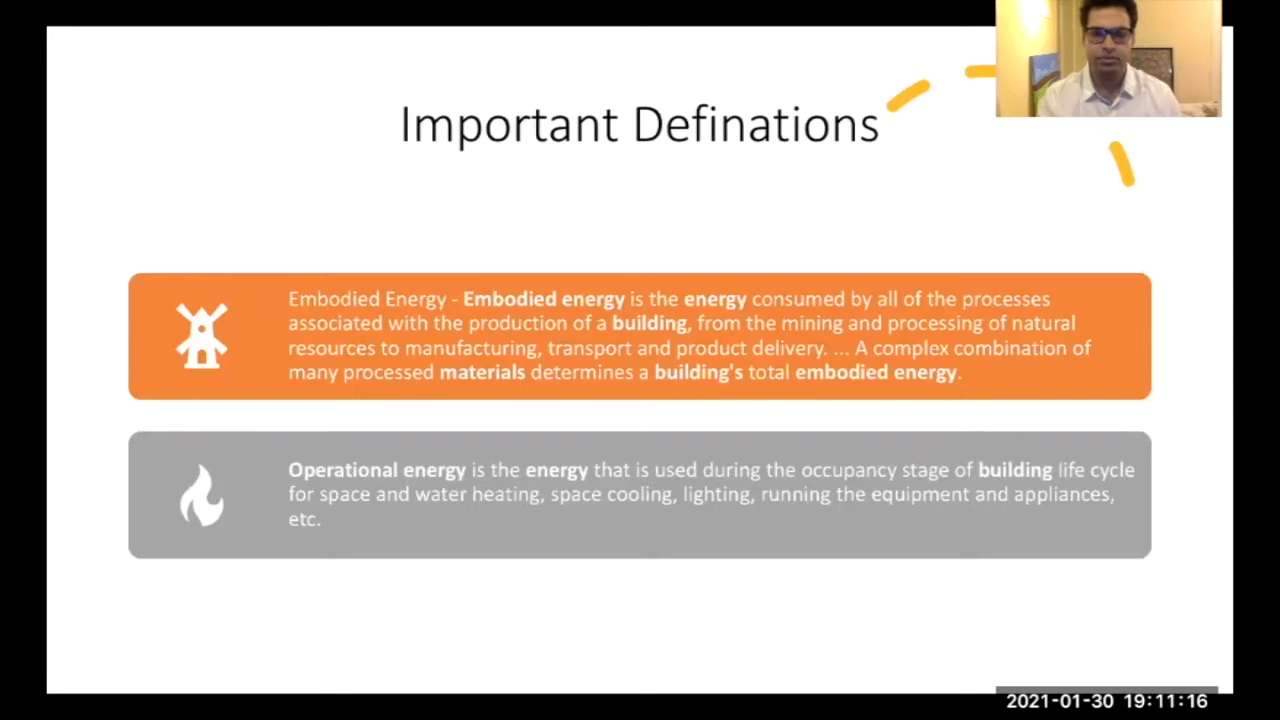 Important Definations
Embodied Energy - Embodied energy is the energy consumed by all of the processes
associated with the production of a building, from the mining and processing of natural
resources to manufacturing, transport and product delivery. ... A complex combination of
many processed materials determines a building's total embodied energy.
Operational energy is the energy that is used during the occupancy stage of building life cycle
for space and water heating, space cooling, lighting, running the equipment and appliances,
etc.
2021-01-30 19:11:16